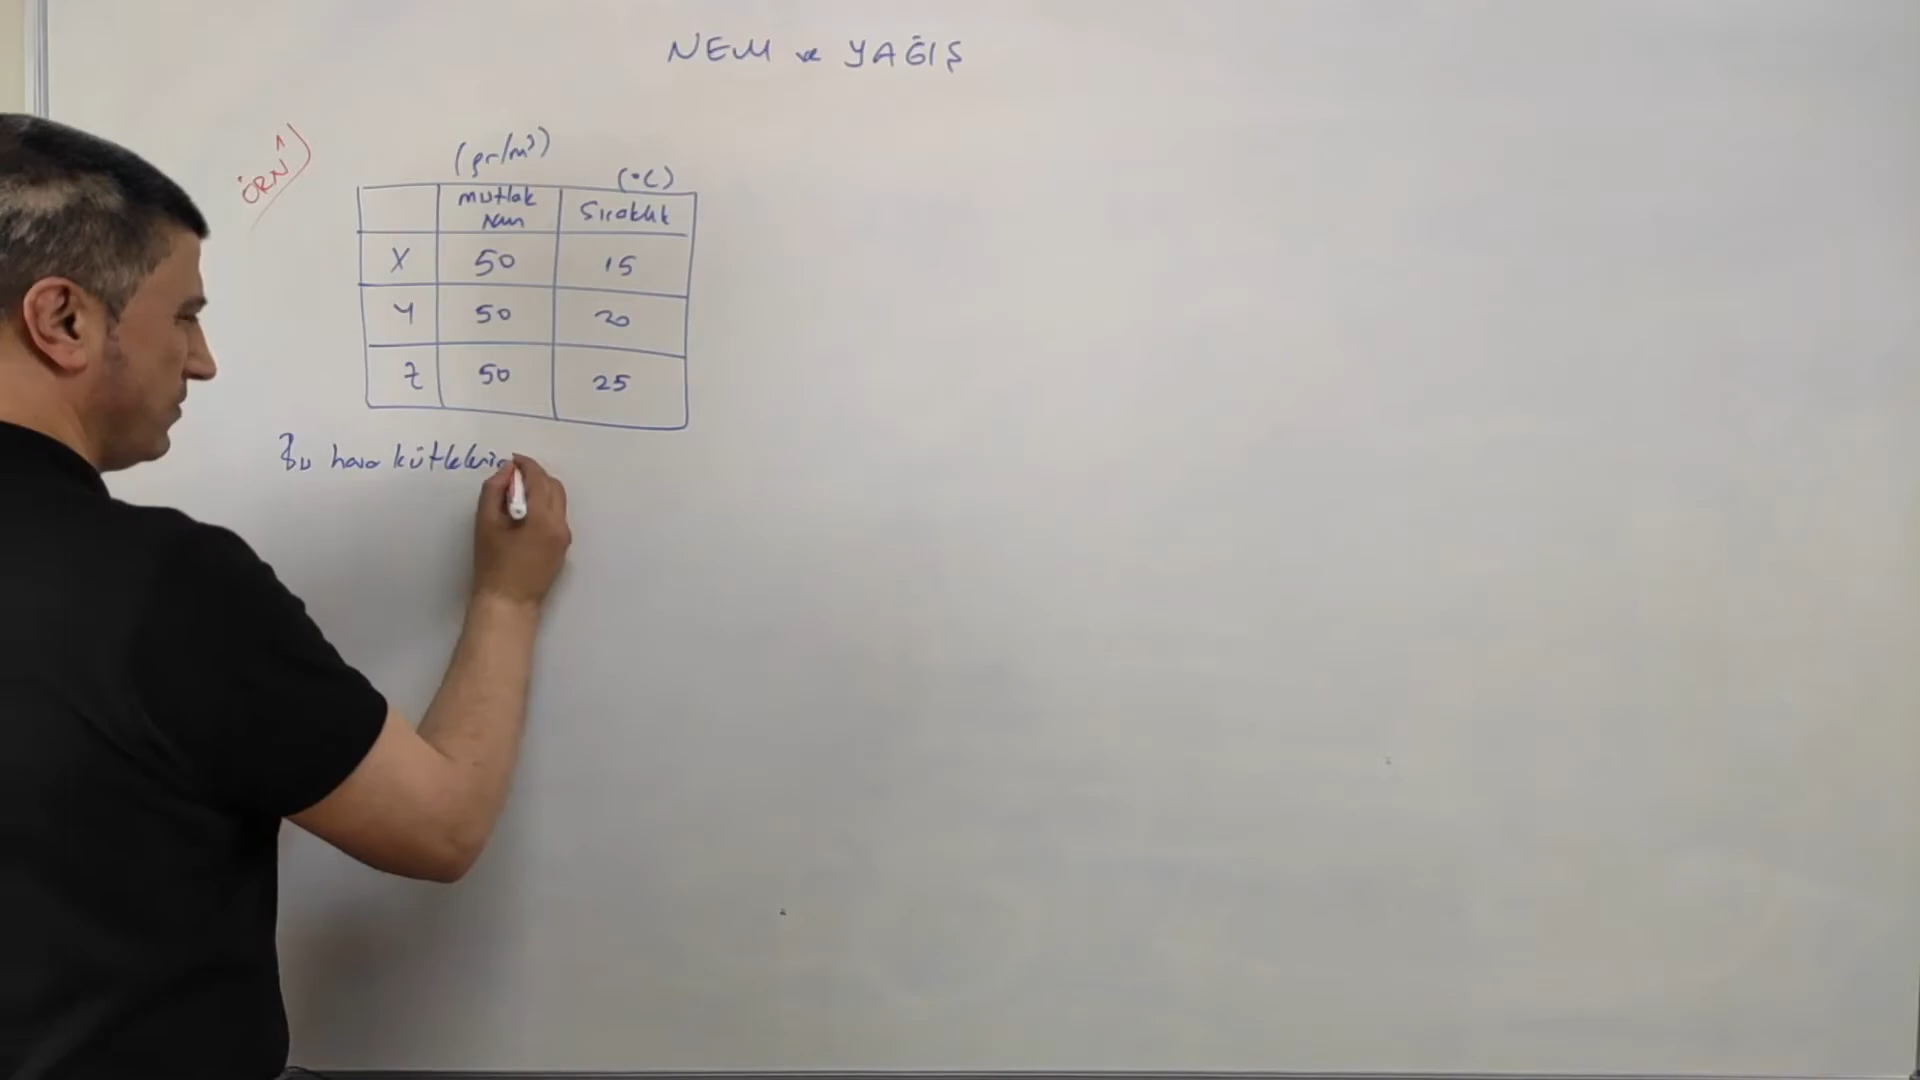 NEM ve YAĞIŞ
ÖRN 1)
(gr/m³) (°C)
mutlak Nem Sıcaklık
X 50 15
Y 50 20
Z 50 25
Bu hava kütlelerin